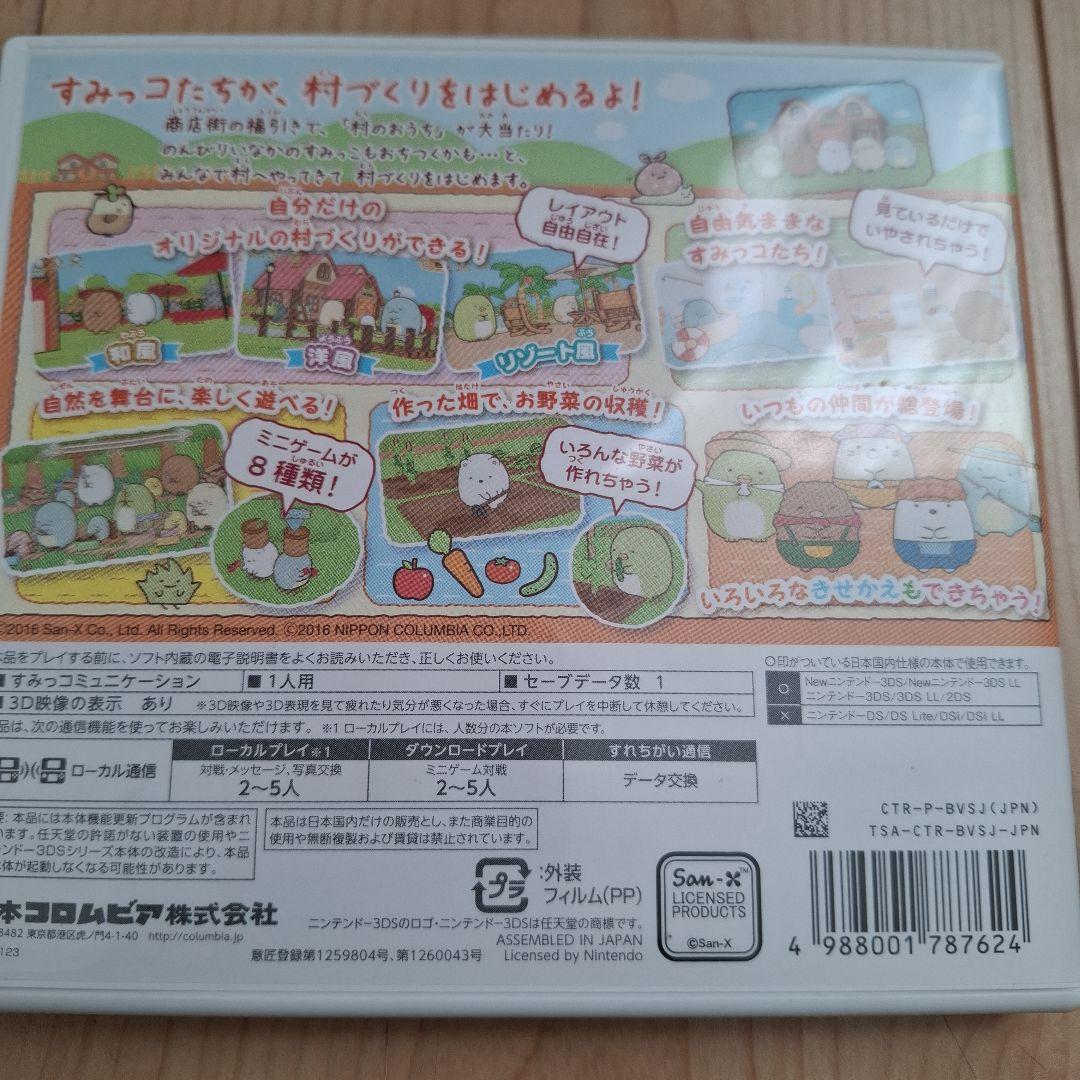 すみっコたちが、村づくりをはじめるよ!
商店街の福引きで、「村のおうち」が大当たり!
のんびりいなかのすみっこもおちつくかも…と、
みんなで村へやってきて 村づくりをはじめます。
自分だけの
オリジナルの村づくりができる!
レイアウト
自由自在!
和風
洋風
リゾート風
自由気ままな
すみっコたち!
見ているだけで
いやされちゃう!
自然を舞台に、楽しく遊べる!
ミニゲームが
8種類!
作った畑で、お野菜の収穫!
いろんな野菜が
作れちゃう!
いつもの仲間が総登場!
いろいろなきせかえもできちゃう!
2016 San-X Co., Ltd. All Rights Reserved. ©2016 NIPPON COLUMBIA CO.,LTD.
本品をプレイする前に、ソフト内蔵の電子説明書をよくお読みいただき、正しくお使いください。
■すみっコミュニケーション ■1人用 ■セーブデータ数 1
■3D映像の表示 あり ※3D映像や3D表現を見て疲れたり気分が悪くなった場合、すぐにプレイを中断して休憩してください。
品は、次の通信機能を使ってお楽しみいただけます。 ※1 ローカルプレイには、人数分の本ソフトが必要です。
ローカル通信
ローカルプレイ※1
対戦・メッセージ、写真交換
2〜5人
ダウンロードプレイ
ミニゲーム対戦
2〜5人
すれちがい通信
データ交換
○印がついている日本国内仕様の本体で使用できます。
○ Newニンテンドー3DS/Newニンテンドー3DS LL
ニンテンドー3DS/3DS LL/2DS
× ニンテンドーDS/DS Lite/DSi/DSi LL
: 本品には本体機能更新プログラムが含まれ
います。任天堂の許諾がない装置の使用やニ
ンテンドー3DSシリーズ本体の改造により、本品
本体が起動しなくなる可能性があります。
本品は日本国内だけの販売とし、また商業目的の
使用や無断複製および賃貸は禁止します。
CTR-P-BVSJ(JPN)
TSA-CTR-BVSJ-JPN
本コロムビア株式会社
8482 東京都港区虎ノ門4-1-40 http://columbia.jp
123
プラ
:外装
フィルム(PP)
ニンテンドー3DSのロゴ・ニンテンドー3DSは任天堂の商標です。
ASSEMBLED IN JAPAN
意匠登録第1259804号、第1260043号 Licensed by Nintendo
San-X™
LICENSED
PRODUCTS
©San-X
4 988001 787624